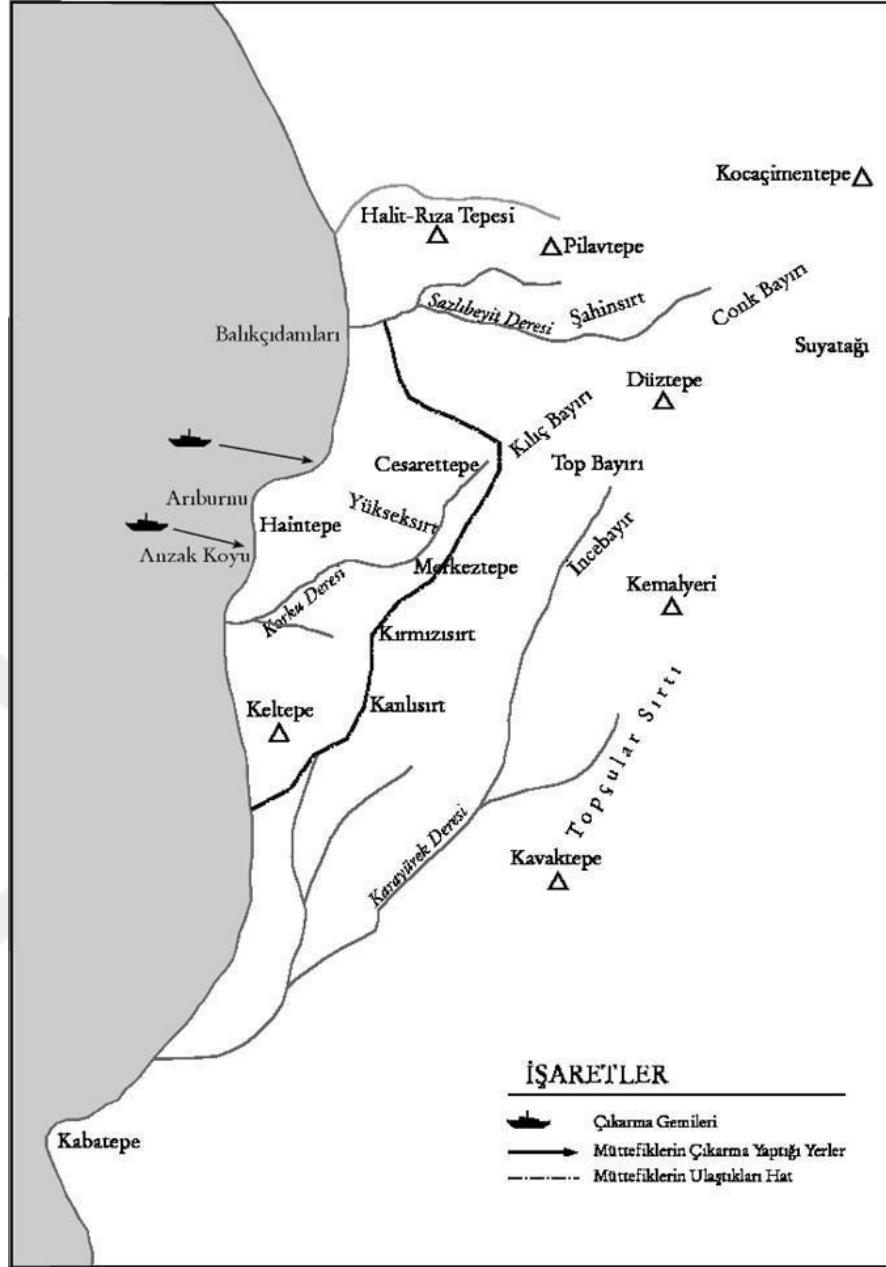 Kocaçimentepe
Halit-Rıza Tepesi
Pilavtepe
Sazlıbeyit Deresi
Şahinsırt
Conk Bayırı
Balıkçıdamları
Suyatağı
Düztepe
Kılıç Bayırı
Cesarettepe
Top Bayırı
Arıburnu
Haintepe
Yükseksırt
Anzak Koyu
Merkeztepe
İncebayır
Korku Deresi
Kemalyeri
Kırmızısırt
Keltepe
Kanlısırt
Topçular Sırtı
Karayürek Deresi
Kavaktepe
Kabatepe
İŞARETLER
Çıkarma Gemileri
Müttefiklerin Çıkarma Yaptığı Yerler
Müttefiklerin Ulaştıkları Hat